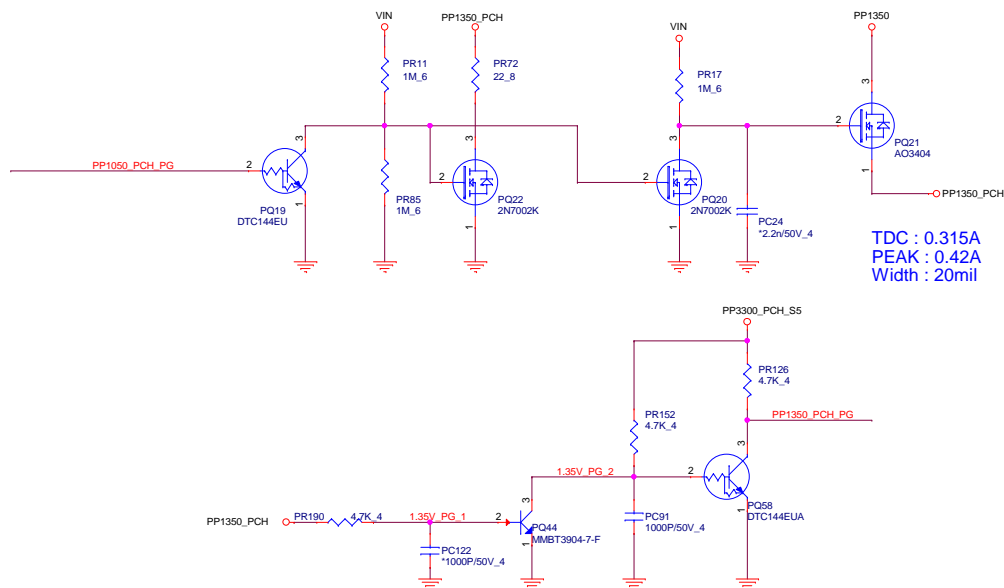 VIN
PP1350_PCH
VIN
PP1350
PR11
1M_6
PR72
22_8
PR17
1M_6
3
3
3
3
2
PQ21
AO3404
1
PP1050_PCH_PG
2
PQ19
DTC144EU
1
PR85
1M_6
2
PQ22
2N7002K
1
2
PQ20
2N7002K
1
PC24
*2.2n/50V_4
PP1350_PCH
TDC : 0.315A
PEAK : 0.42A
Width : 20mil
PP3300_PCH_S5
PR126
4.7K_4
PR152
4.7K_4
PP1350_PCH_PG
3
1.35V_PG_2
2
PQ58
DTC144EUA
1
3
PP1350_PCH
PR190
4.7K_4
1.35V_PG_1
2
PQ44
MMBT3904-7-F
1
PC91
1000P/50V_4
PC122
*1000P/50V_4